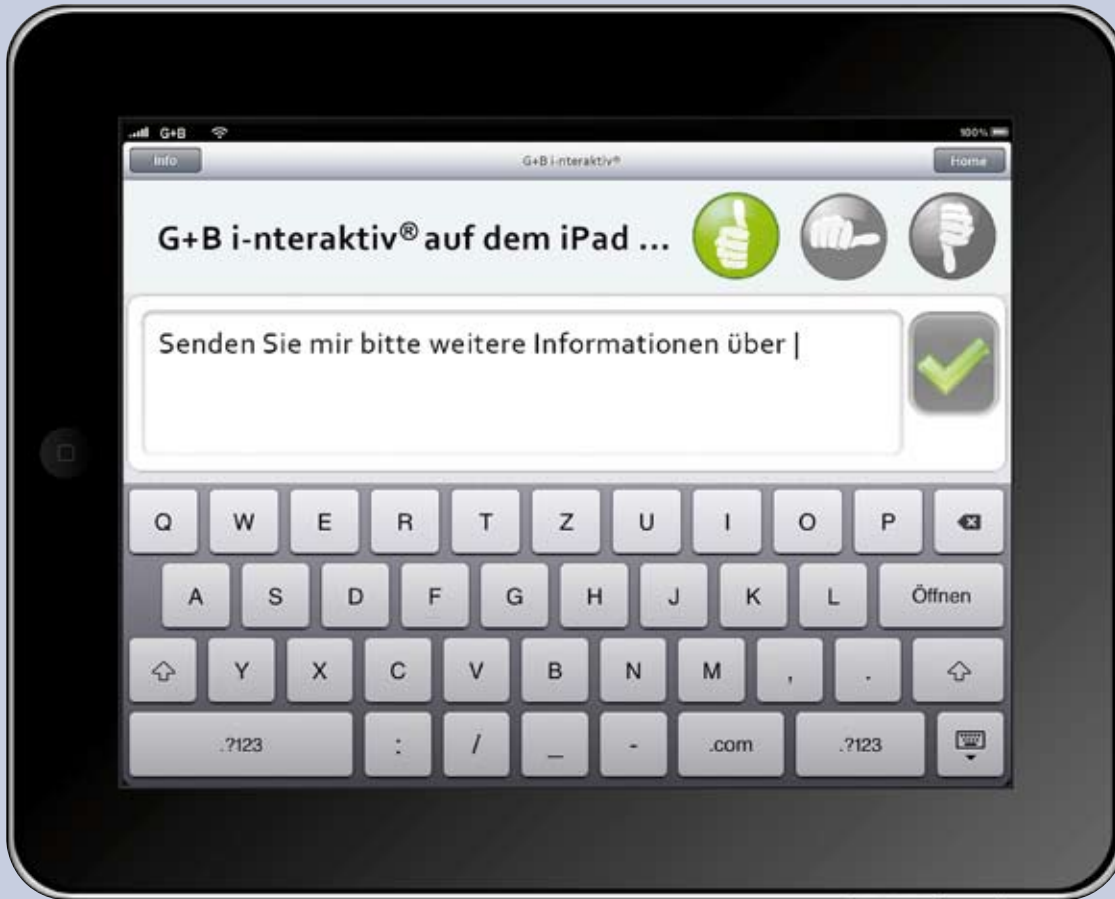 G+B 100%
Info G+B i-nteraktiv® Home
G+B i-nteraktiv® auf dem iPad ...
Senden Sie mir bitte weitere Informationen über |
Q W E R T Z U I O P
A S D F G H J K L Öffnen
Y X C V B N M , .
.?123 : / _ - .com .?123